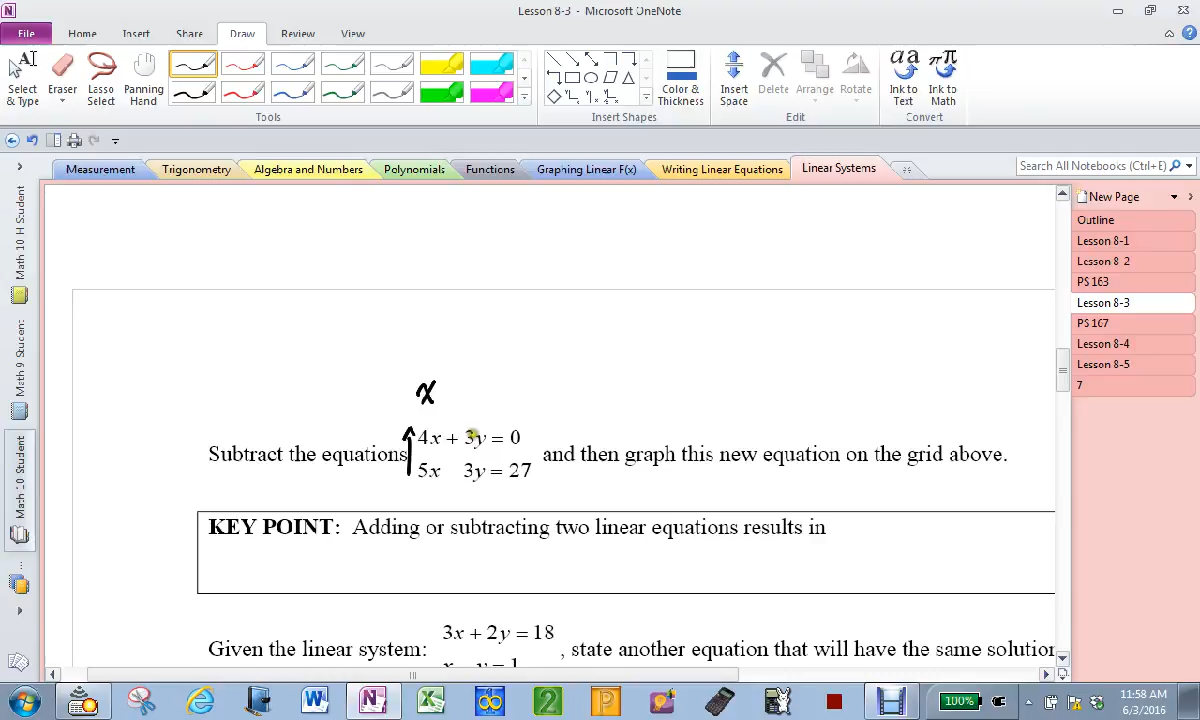 Lesson 8-3 - Microsoft OneNote
File Home Insert Share Draw Review View
Select & Type
Eraser
Lasso Select
Panning Hand
Color & Thickness
Insert Space
Delete
Arrange
Rotate
Ink to Text
Ink to Math
Tools
Insert Shapes
Edit
Convert
Measurement Trigonometry Algebra and Numbers Polynomials Functions Graphing Linear F(x) Writing Linear Equations Linear Systems
Search All Notebooks (Ctrl+E)
Math 10 H Student
Math 9 Student
Math 10 Student
New Page
Outline
Lesson 8-1
Lesson 8-2
PS 163
Lesson 8-3
PS 167
Lesson 8-4
Lesson 8-5
7
x
4x + 3y = 0
Subtract the equations and then graph this new equation on the grid above.
5x 3y = 27
KEY POINT: Adding or subtracting two linear equations results in
3x + 2y = 18
Given the linear system: , state another equation that will have the same solution
x y = 1
100%
11:58 AM
6/3/2016